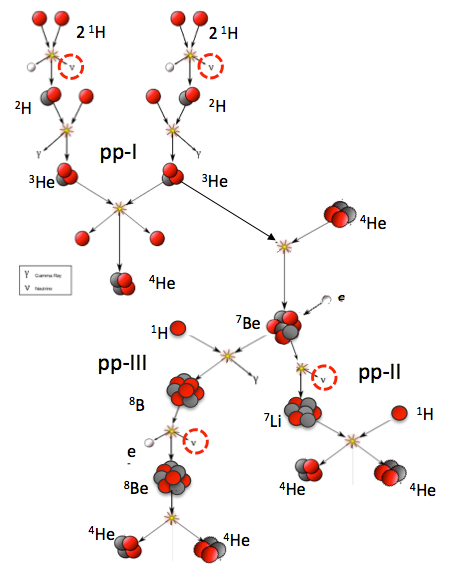 2 ¹H
2 ¹H
ν
ν
²H
²H
γ
γ
pp-I
³He
³He
⁴He
⁴He
γ Gamma Ray
ν Neutrino
e
⁷Be
¹H
pp-III
γ
ν
pp-II
⁸B
⁷Li
¹H
ν
e
-
⁸Be
⁴He
⁴He
⁴He
⁴He